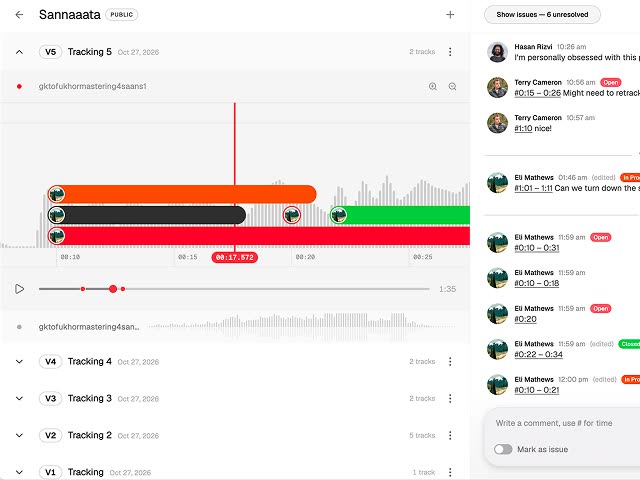 Sannaaata PUBLIC
V5 Tracking 5 Oct 27, 2026 2 tracks
gktofukhormastering4saans1
00:10 00:15 00:17.572 00:20 00:25
1:35
gktofukhormastering4san...
V4 Tracking 4 Oct 27, 2026 2 tracks
V3 Tracking 3 Oct 27, 2026 2 tracks
V2 Tracking 2 Oct 27, 2026 5 tracks
V1 Tracking Oct 27, 2026 1 track
Show issues — 6 unresolved
Hasan Rizvi 10:26 am
I'm personally obsessed with this
Terry Cameron 10:56 am Open
#0:15 – 0:26 Might need to retrack
Terry Cameron 10:57 am
#1:10 nice!
Eli Mathews 01:46 am (edited) In Pro
#1:01 – 1:11 Can we turn down the s
Eli Mathews 11:59 am Open
#0:10 – 0:31
Eli Mathews 11:59 am
#0:10 – 0:18
Eli Mathews 11:59 am Open
#0:20
Eli Mathews 11:59 am (edited) Closed
#0:22 – 0:34
Eli Mathews 12:00 pm (edited) In Pro
#0:10 – 0:21
Write a comment, use # for time
Mark as issue